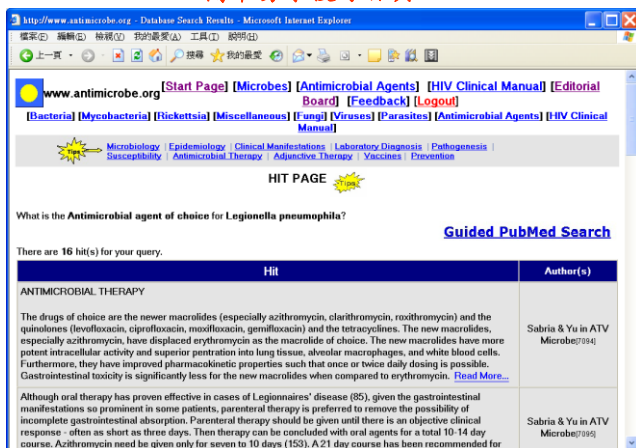 http://www.antimicrobe.org - Database Search Results - Microsoft Internet Explorer
檔案(F) 編輯(E) 檢視(V) 我的最愛(A) 工具(T) 說明(H)
上一頁 搜尋 我的最愛
www.antimicrobe.org [Start Page] [Microbes] [Antimicrobial Agents] [HIV Clinical Manual] [Editorial
Board] [Feedback] [Logout]
[Bacteria] [Mycobacteria] [Rickettsia] [Miscellaneous] [Fungi] [Viruses] [Parasites] [Antimicrobial Agents] [HIV Clinical
Manual]
Tips Microbiology | Epidemiology | Clinical Manifestations | Laboratory Diagnosis | Pathogenesis |
Susceptibility | Antimicrobial Therapy | Adjunctive Therapy | Vaccines | Prevention
HIT PAGE Tips
What is the Antimicrobial agent of choice for Legionella pneumophila?
Guided PubMed Search
There are 16 hit(s) for your query.
Hit Author(s)
ANTIMICROBIAL THERAPY
The drugs of choice are the newer macrolides (especially azithromycin, clarithromycin, roxithromycin) and the
quinolones (levofloxacin, ciprofloxacin, moxifloxacin, gemifloxacin) and the tetracyclines. The new macrolides,
especially azithromycin, have displaced erythromycin as the macrolide of choice. The new macrolides have more
potent intracellular activity and superior pentration into lung tissue, alveolar macrophages, and white blood cells.
Furthermore, they have improved pharmacokinetic properties such that once or twice daily dosing is possible.
Gastrointestinal toxicity is significantly less for the new macrolides when compared to erythromycin. Read More...
Sabria & Yu in ATV
Microbe[7094]
Although oral therapy has proven effective in cases of Legionnaires' disease (85), given the gastrointestinal
manifestations so prominent in some patients, parenteral therapy is preferred to remove the possibility of
incomplete gastrointestinal absorption. Parenteral therapy should be given until there is an objective clinical
response - often as short as three days. Then therapy can be concluded with oral agents for a total 10-14 day
course. Azithromycin need be given only for seven to 10 days (153). A 21 day course has been recommended for
Sabria & Yu in ATV
Microbe[7095]